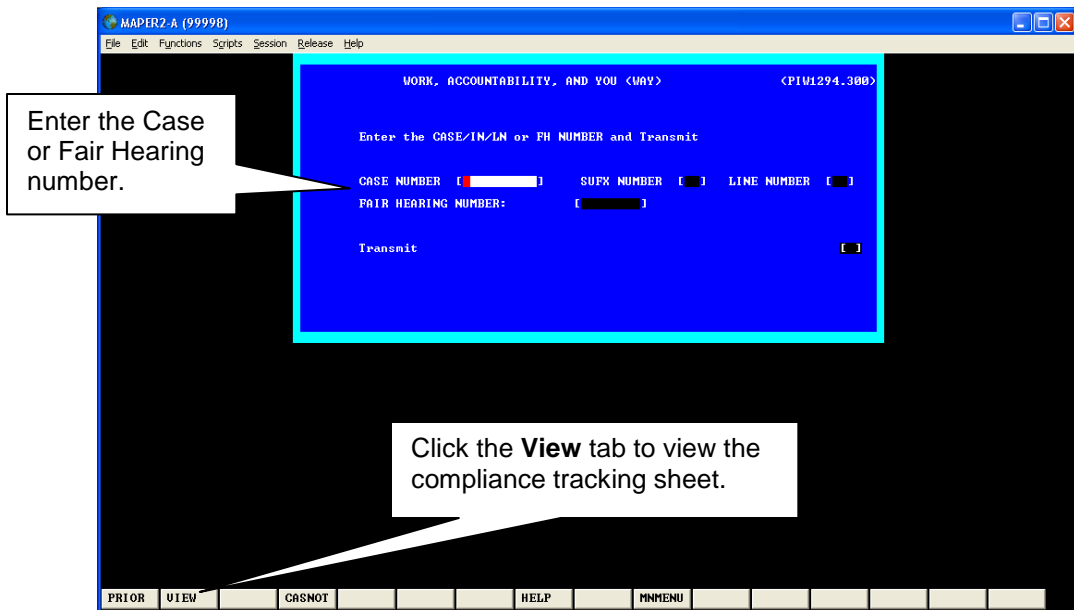 MAPER2-A (99998)
File Edit Functions Scripts Session Release Help
WORK, ACCOUNTABILITY, AND YOU (WAY) (PIW1294.300)
Enter the CASE/IN/LN or FH NUMBER and Transmit
Enter the Case
or Fair Hearing
number.
CASE NUMBER [ ] SUFX NUMBER [ ] LINE NUMBER [ ]
FAIR HEARING NUMBER: [ ]
Transmit [ ]
Click the View tab to view the
compliance tracking sheet.
PRIOR VIEW CASNOT HELP MNMENU